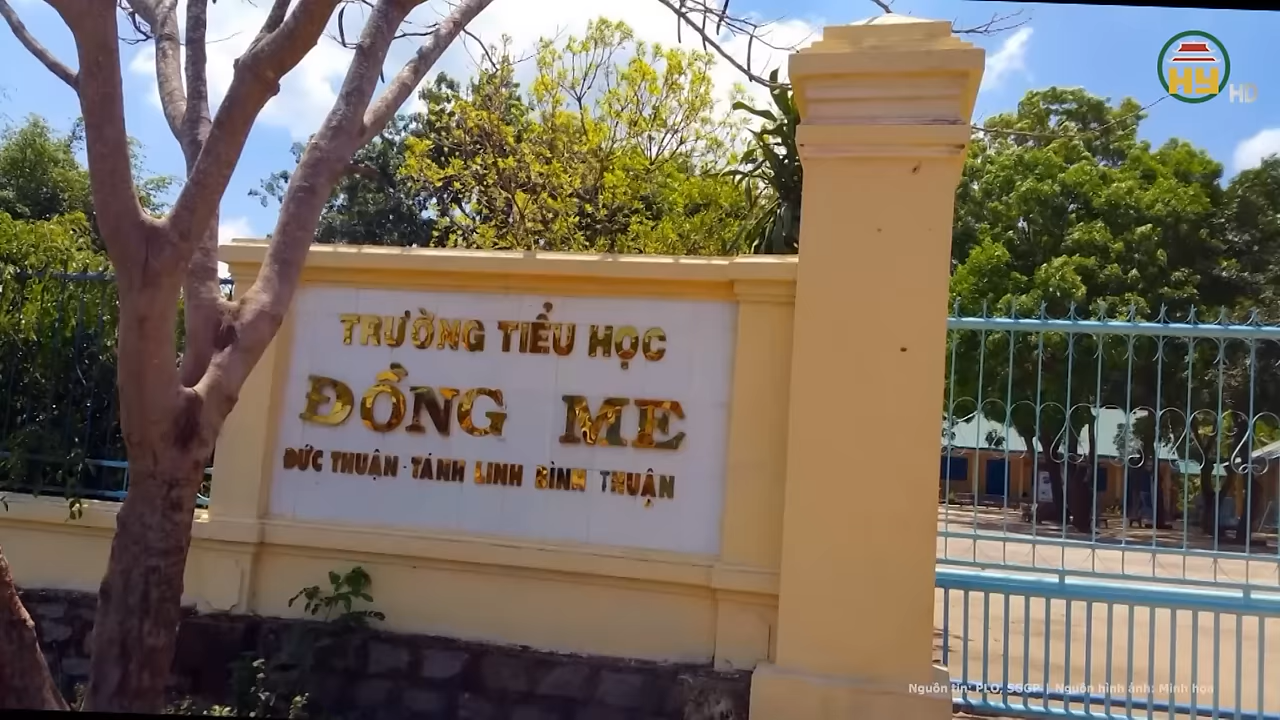 HY HD
TRƯỜNG TIỂU HỌC
ĐỒNG ME
ĐỨC THUẬN - TÁNH LINH BÌNH THUẬN
Nguồn tin: PLO, SGGP | Nguồn hình ảnh: Minh họa